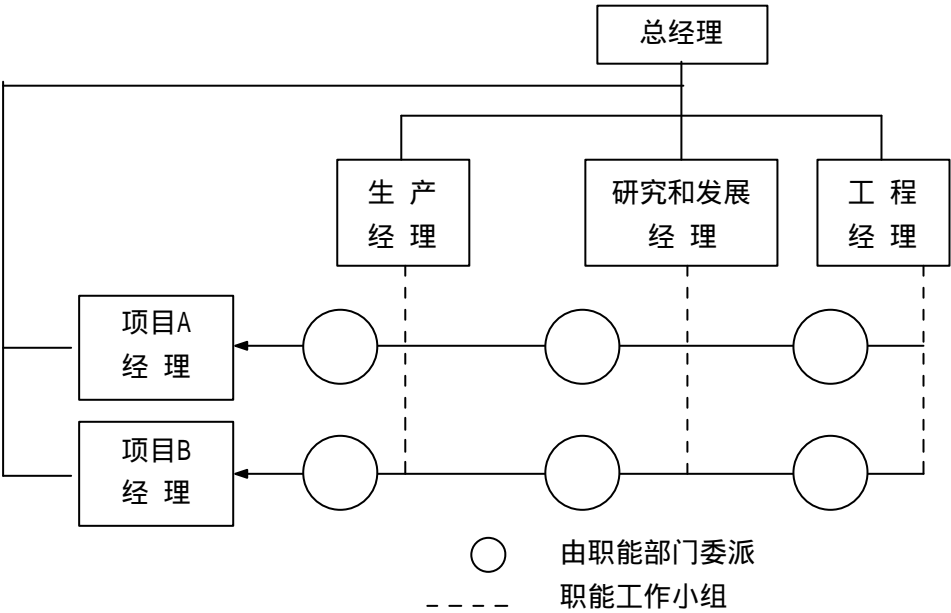 总经理
生 产
经 理
研究和发展
经 理
工 程
经 理
项目A
经 理
项目B
经 理
由职能部门委派
职能工作小组